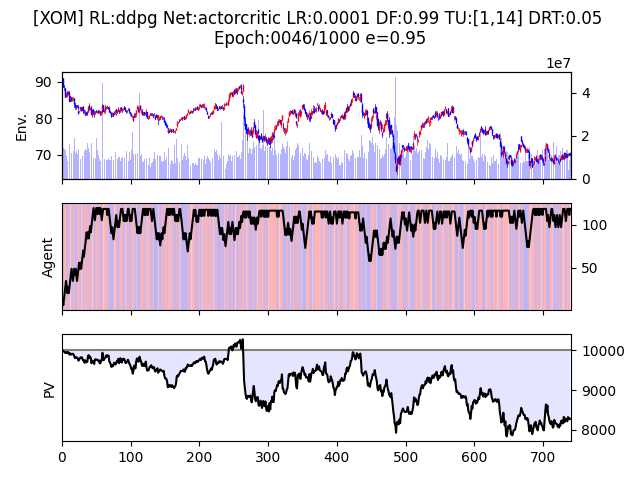 [XOM] RL:ddpg Net:actorcritic LR:0.0001 DF:0.99 TU:[1,14] DRT:0.05
Epoch:0046/1000 e=0.95
1e7
Env.
90
80
70
4
2
0
Agent
100
50
PV
10000
9000
8000
0 100 200 300 400 500 600 700